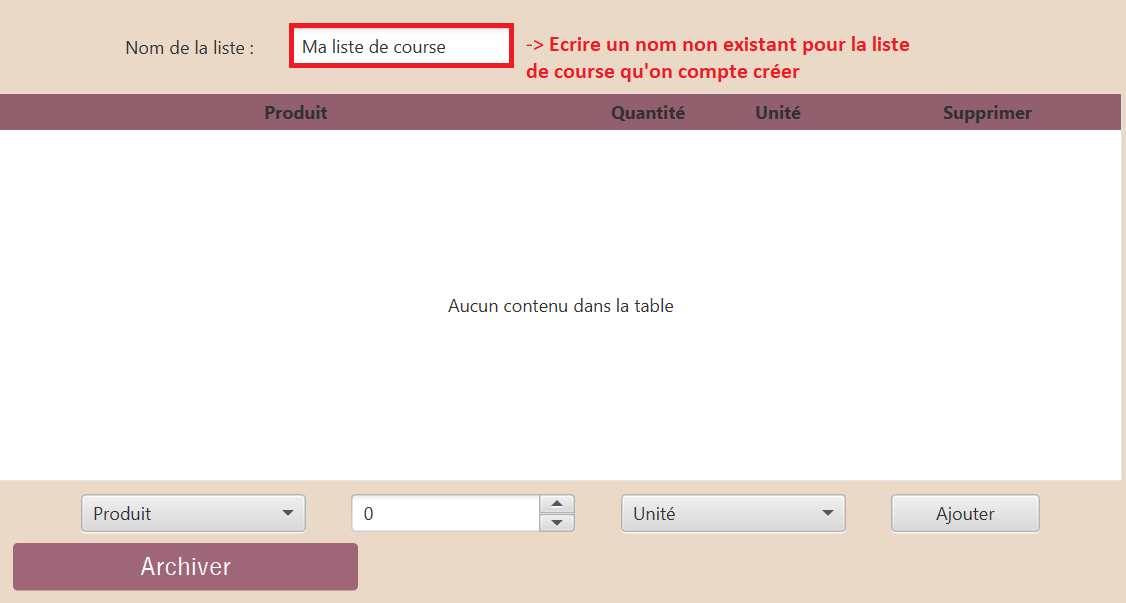 Nom de la liste :
Ma liste de course
-> Ecrire un nom non existant pour la liste
de course qu'on compte créer
Produit Quantité Unité Supprimer
Aucun contenu dans la table
Produit 0 Unité Ajouter
Archiver